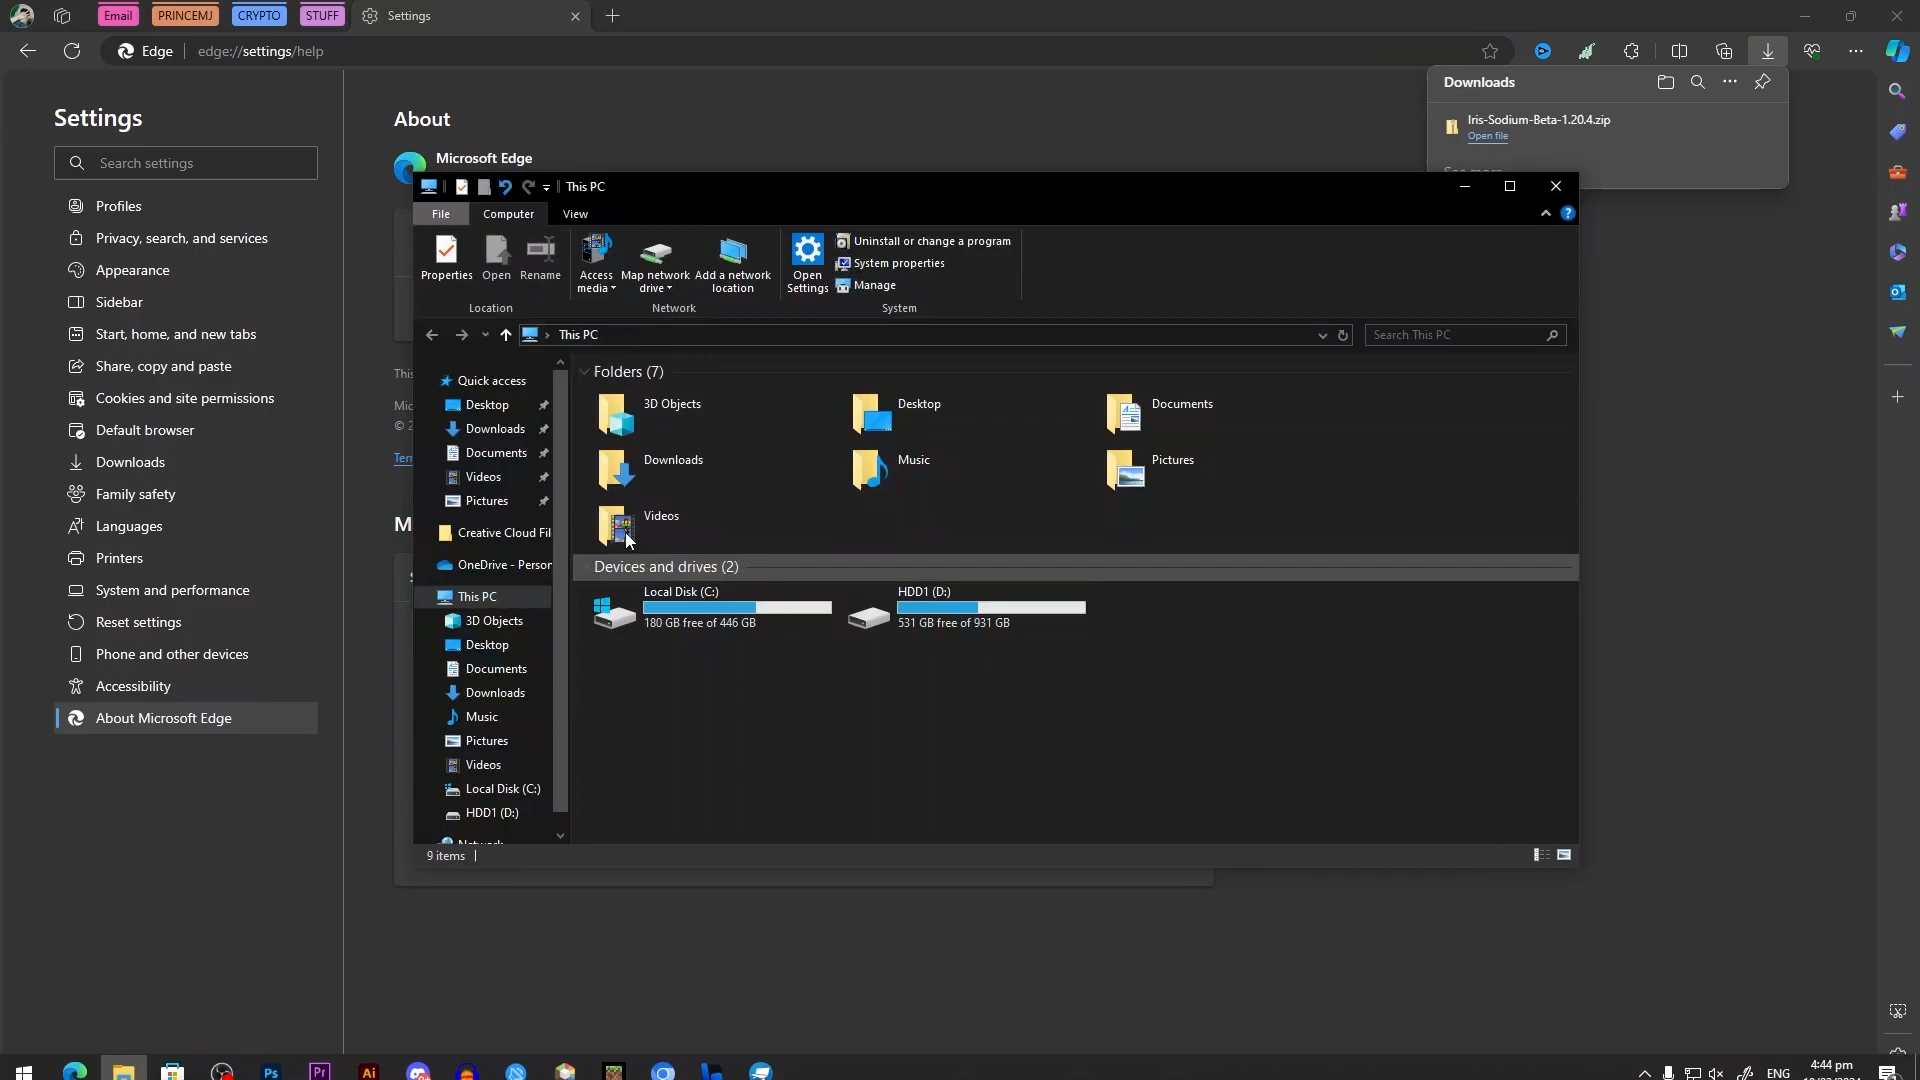 Email
PRINCEMJ
CRYPTO
STUFF
Settings
Edge
edge://settings/help
Downloads
Iris-Sodium-Beta-1.20.4.zip
Open file
See more
Settings
Search settings
Profiles
Privacy, search, and services
Appearance
Sidebar
Start, home, and new tabs
Share, copy and paste
Cookies and site permissions
Default browser
Downloads
Family safety
Languages
Printers
System and performance
Reset settings
Phone and other devices
Accessibility
About Microsoft Edge
About
Microsoft Edge
This PC
File
Computer
View
Properties
Open
Rename
Location
Access media
Map network drive
Add a network location
Network
Open Settings
Uninstall or change a program
System properties
Manage
System
This PC
Search This PC
Quick access
Desktop
Downloads
Documents
Videos
Pictures
Creative Cloud Fil
OneDrive - Person
This PC
3D Objects
Desktop
Documents
Downloads
Music
Pictures
Videos
Local Disk (C:)
HDD1 (D:)
Folders (7)
3D Objects
Desktop
Documents
Downloads
Music
Pictures
Videos
Devices and drives (2)
Local Disk (C:)
180 GB free of 446 GB
HDD1 (D:)
531 GB free of 931 GB
9 items
Ps
Pr
Ai
ENG
4:44 pm